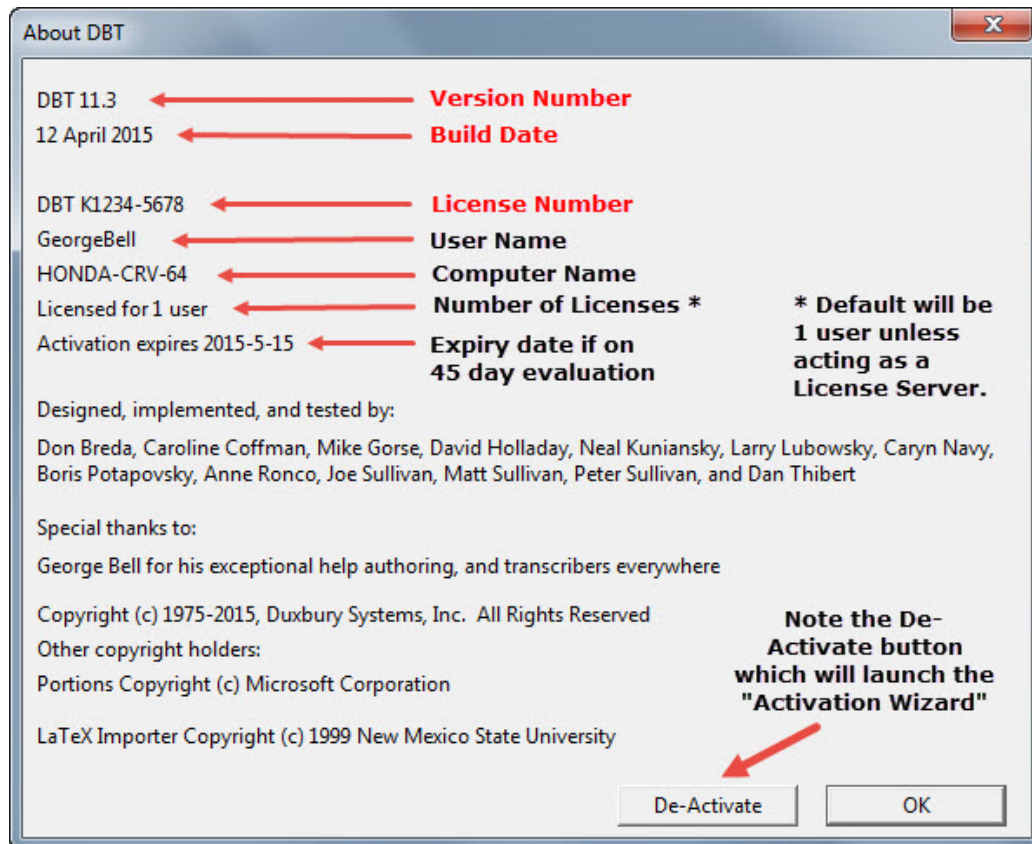 About DBT
DBT 11.3
Version Number
12 April 2015
Build Date
DBT K1234-5678
License Number
GeorgeBell
User Name
HONDA-CRV-64
Computer Name
Licensed for 1 user
Number of Licenses *
Activation expires 2015-5-15
Expiry date if on
45 day evaluation
* Default will be
1 user unless
acting as a
License Server.
Designed, implemented, and tested by:
Don Breda, Caroline Coffman, Mike Gorse, David Holladay, Neal Kuniansky, Larry Lubowsky, Caryn Navy,
Boris Potapovsky, Anne Ronco, Joe Sullivan, Matt Sullivan, Peter Sullivan, and Dan Thibert
Special thanks to:
George Bell for his exceptional help authoring, and transcribers everywhere
Copyright (c) 1975-2015, Duxbury Systems, Inc.  All Rights Reserved
Other copyright holders:
Portions Copyright (c) Microsoft Corporation
LaTeX Importer Copyright (c) 1999 New Mexico State University
Note the De-
Activate button
which will launch the
"Activation Wizard"
De-Activate
OK